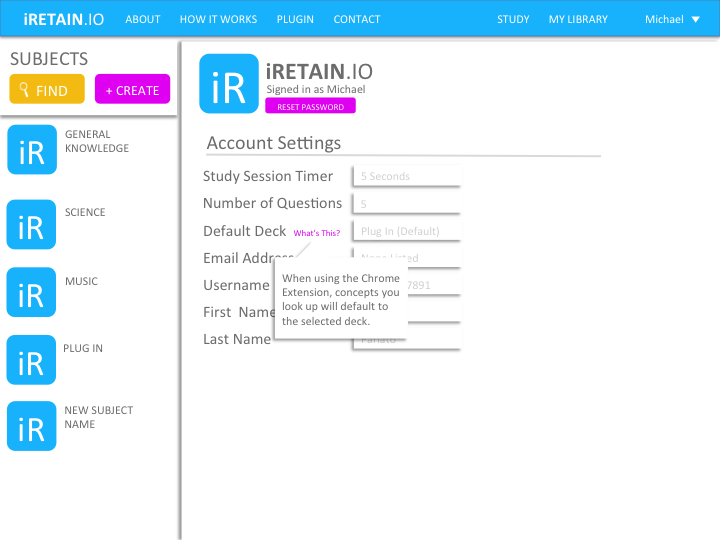 iRETAIN.IO ABOUT HOW IT WORKS PLUGIN CONTACT STUDY MY LIBRARY Michael
SUBJECTS
FIND + CREATE
iR GENERAL
KNOWLEDGE
iR SCIENCE
iR MUSIC
iR PLUG IN
iR NEW SUBJECT
NAME
iR iRETAIN.IO
Signed in as Michael
RESET PASSWORD
Account Settings
Study Session Timer 5 Seconds
Number of Questions 5
Default Deck What's This? Plug In (Default)
Email Address None Listed
Username 7891
First Name
Last Name Panato
When using the Chrome
Extension, concepts you
look up will default to
the selected deck.